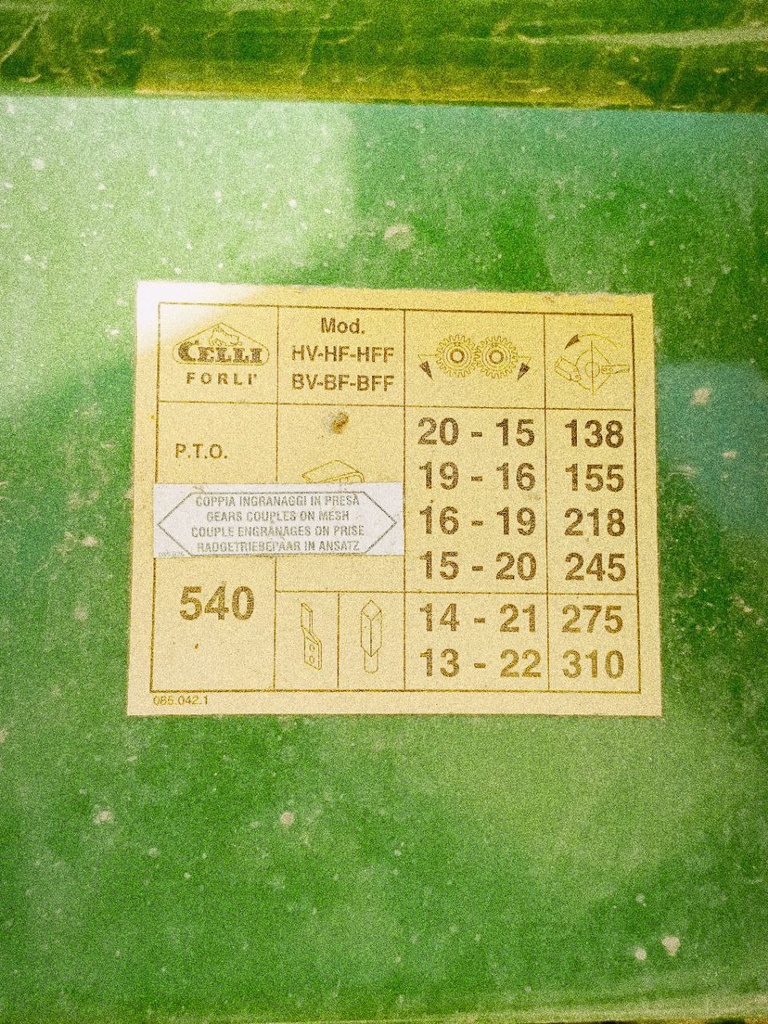 CELLI
FORLI'
Mod.
HV-HF-HFF
BV-BF-BFF
P.T.O.
540
COPPIA INGRANAGGI IN PRESA
GEARS COUPLES ON MESH
COUPLE ENGRANAGES ON PRISE
RADGETRIEBEPAAR IN ANSATZ
20 - 15 138
19 - 16 155
16 - 19 218
15 - 20 245
14 - 21 275
13 - 22 310
085.042.1